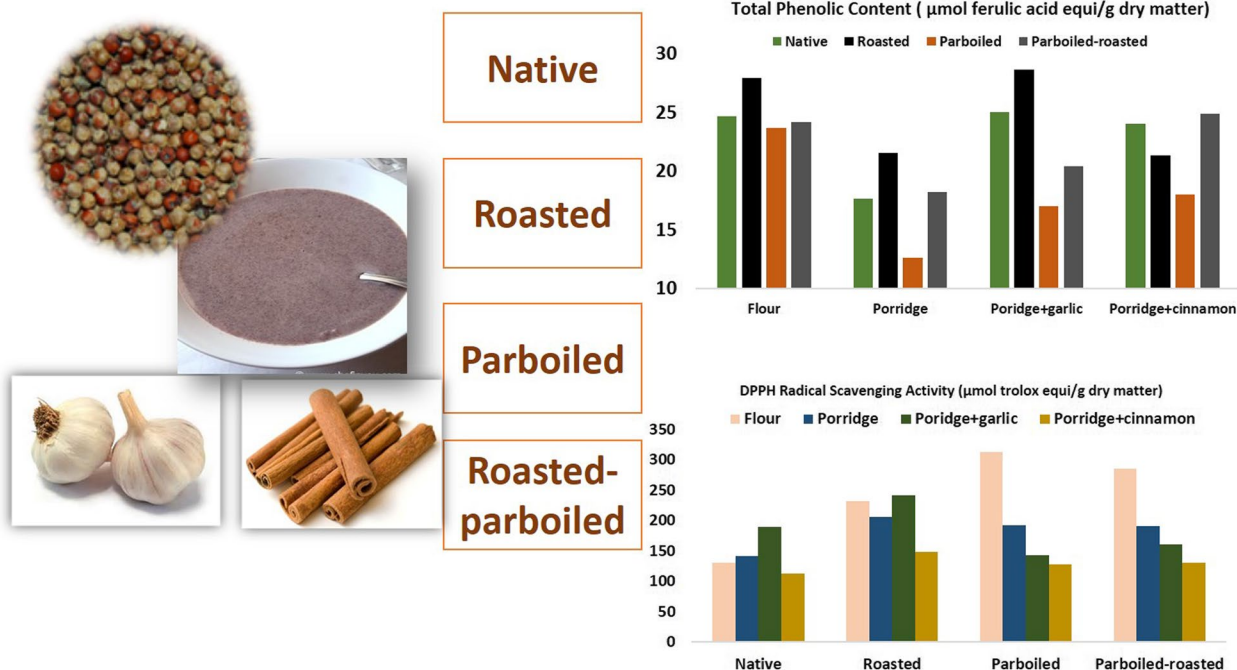 Native
Roasted
Parboiled
Roasted-
parboiled
Total Phenolic Content ( µmol ferulic acid equi/g dry matter)
Native Roasted Parboiled Parboiled-roasted
30
25
20
15
10
Flour Porridge Poridge+garlic Porridge+cinnamon
DPPH Radical Scavenging Activity (µmol trolox equi/g dry matter)
Flour Porridge Poridge+garlic Porridge+cinnamon
350
300
250
200
150
100
50
0
Native Roasted Parboiled Parboiled-roasted